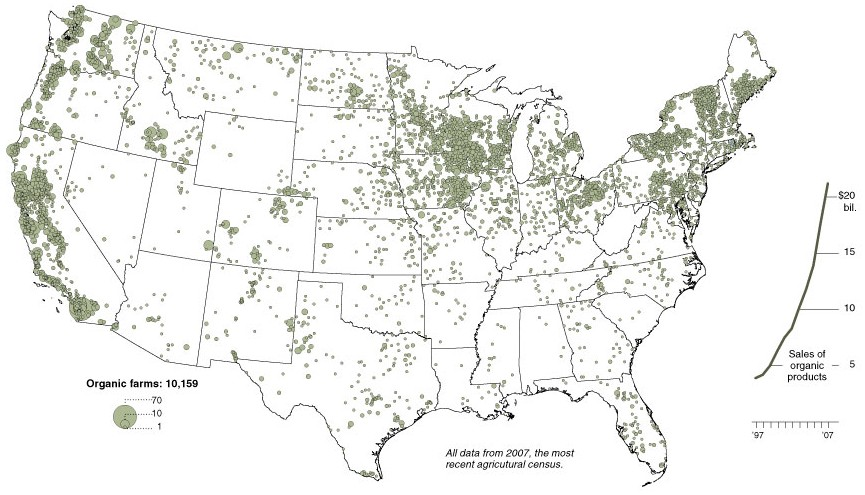 $20
bil.
15
10
Sales of
organic
products
5
'97
'07
Organic farms: 10,159
70
10
1
All data from 2007, the most
recent agricutural census.